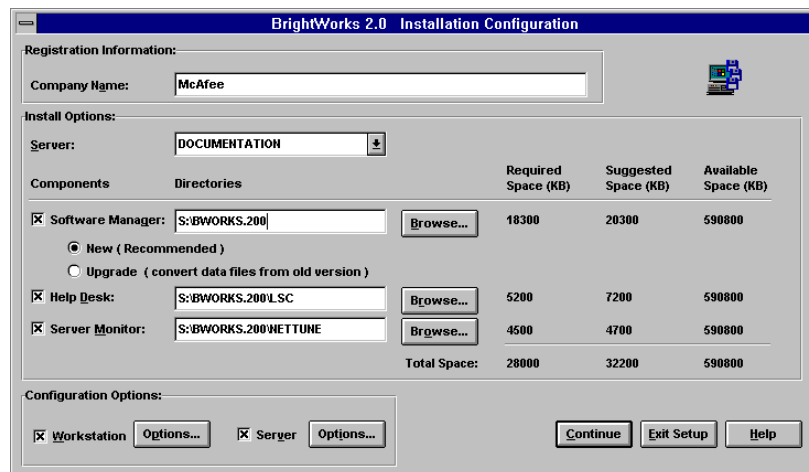 BrightWorks 2.0 Installation Configuration
Registration Information:
Company Name: McAfee
Install Options:
Server: DOCUMENTATION
Required Suggested Available
Components Directories Space (KB) Space (KB) Space (KB)
Software Manager: S:\BWORKS.200 Browse... 18300 20300 590800
New ( Recommended )
Upgrade ( convert data files from old version )
Help Desk: S:\BWORKS.200\LSC Browse... 5200 7200 590800
Server Monitor: S:\BWORKS.200\NETTUNE Browse... 4500 4700 590800
Total Space: 28000 32200 590800
Configuration Options:
Workstation Options... Server Options... Continue Exit Setup Help